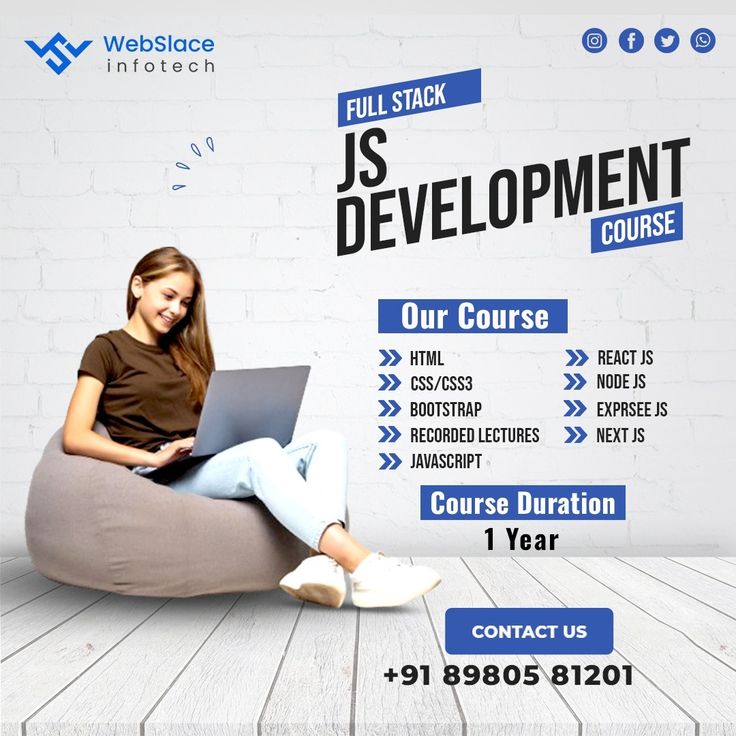 WebSlace
infotech
FULL STACK
JS
DEVELOPMENT
COURSE
Our Course
HTML
CSS/CSS3
BOOTSTRAP
RECORDED LECTURES
JAVASCRIPT
REACT JS
NODE JS
EXPRSEE JS
NEXT JS
Course Duration
1 Year
CONTACT US
+91 89805 81201